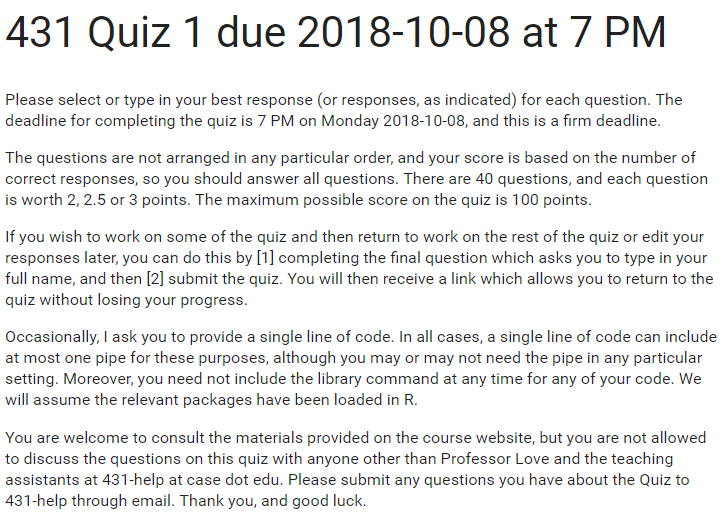 431 Quiz 1 due 2018-10-08 at 7 PM
Please select or type in your best response (or responses, as indicated) for each question. The
deadline for completing the quiz is 7 PM on Monday 2018-10-08, and this is a firm deadline.
The questions are not arranged in any particular order, and your score is based on the number of
correct responses, so you should answer all questions. There are 40 questions, and each question
is worth 2, 2.5 or 3 points. The maximum possible score on the quiz is 100 points.
If you wish to work on some of the quiz and then return to work on the rest of the quiz or edit your
responses later, you can do this by [1] completing the final question which asks you to type in your
full name, and then [2] submit the quiz. You will then receive a link which allows you to return to the
quiz without losing your progress.
Occasionally, I ask you to provide a single line of code. In all cases, a single line of code can include
at most one pipe for these purposes, although you may or may not need the pipe in any particular
setting. Moreover, you need not include the library command at any time for any of your code. We
will assume the relevant packages have been loaded in R.
You are welcome to consult the materials provided on the course website, but you are not allowed
to discuss the questions on this quiz with anyone other than Professor Love and the teaching
assistants at 431-help at case dot edu. Please submit any questions you have about the Quiz to
431-help through email. Thank you, and good luck.